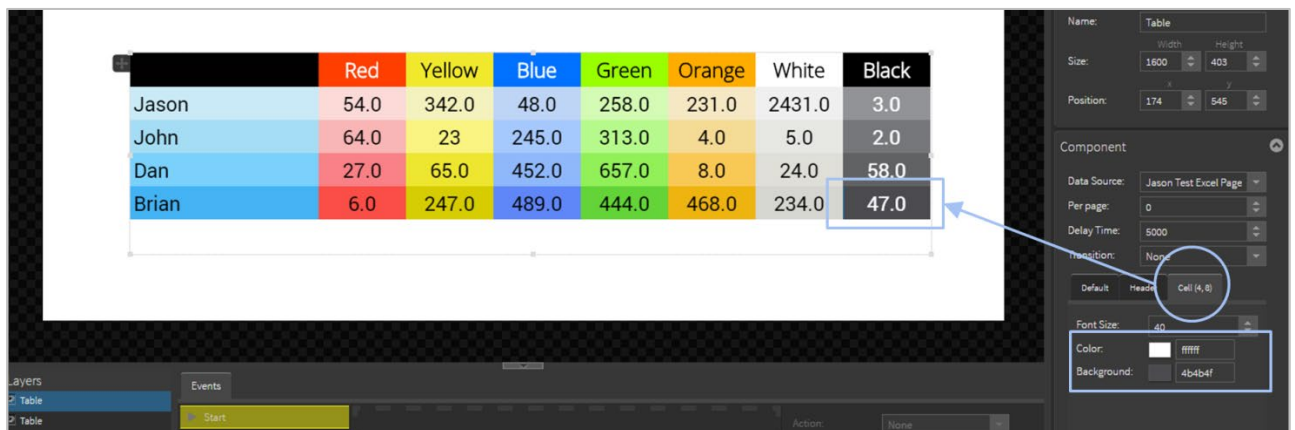 Red Yellow Blue Green Orange White Black
Jason 54.0 342.0 48.0 258.0 231.0 2431.0 3.0
John 64.0 23 245.0 313.0 4.0 5.0 2.0
Dan 27.0 65.0 452.0 657.0 8.0 24.0 58.0
Brian 6.0 247.0 489.0 444.0 468.0 234.0 47.0
Name: Table
Width Height
Size: 1600 403
x y
Position: 174 545
Component
Data Source: Jason Test Excel Page
Per page: 0
Delay Time: 5000
Transition: None
Default Header Cell (4, 8)
Font Size: 40
Color: ffffff
Background: 4b4b4f
Layers
Table
Table
Events
Start
Action: None